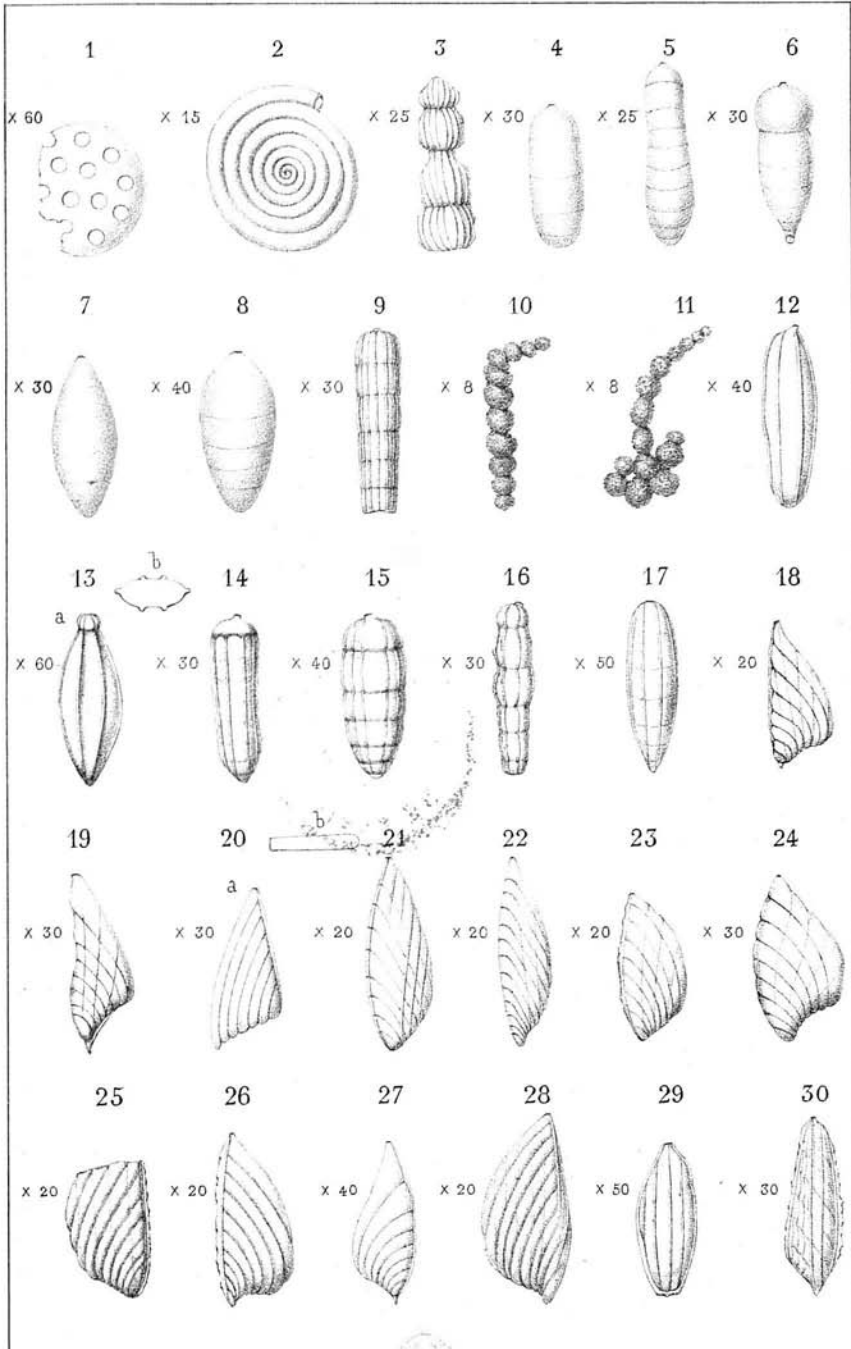 1 2 3 4 5 6
X 60 X 15 X 25 X 30 X 25 X 30
7 8 9 10 11 12
X 30 X 40 X 30 X 8 X 8 X 40
b
13 14 15 16 17 18
a
X 60 X 30 X 40 X 30 X 50 X 20
b
19 20 21 22 23 24
a
X 30 X 30 X 20 X 20 X 20 X 30
25 26 27 28 29 30
X 20 X 20 X 40 X 20 X 50 X 30